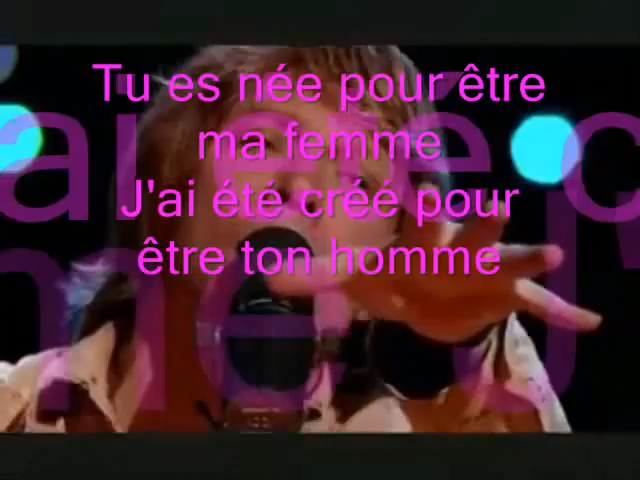 Tu es née pour être
ma femme
J'ai été créé pour
être ton homme